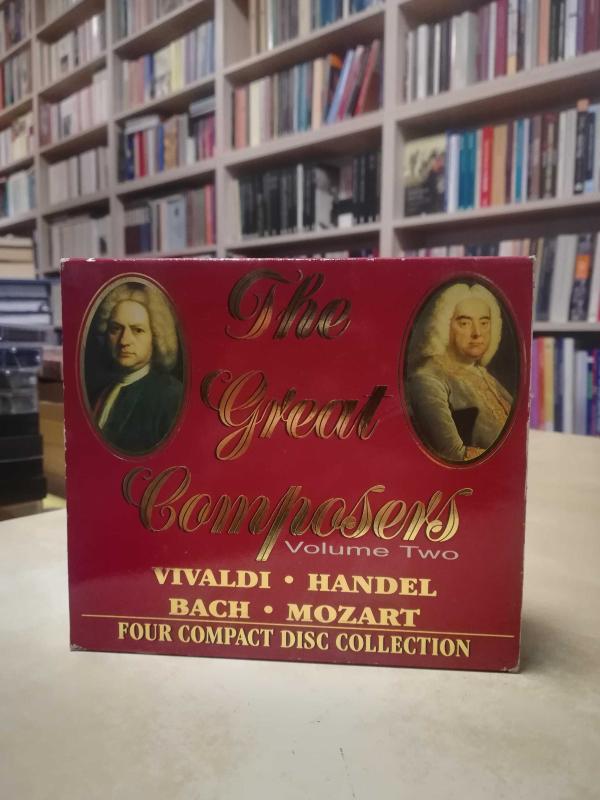 The
Great
Composers
Volume Two
VIVALDI • HANDEL
BACH • MOZART
FOUR COMPACT DISC COLLECTION